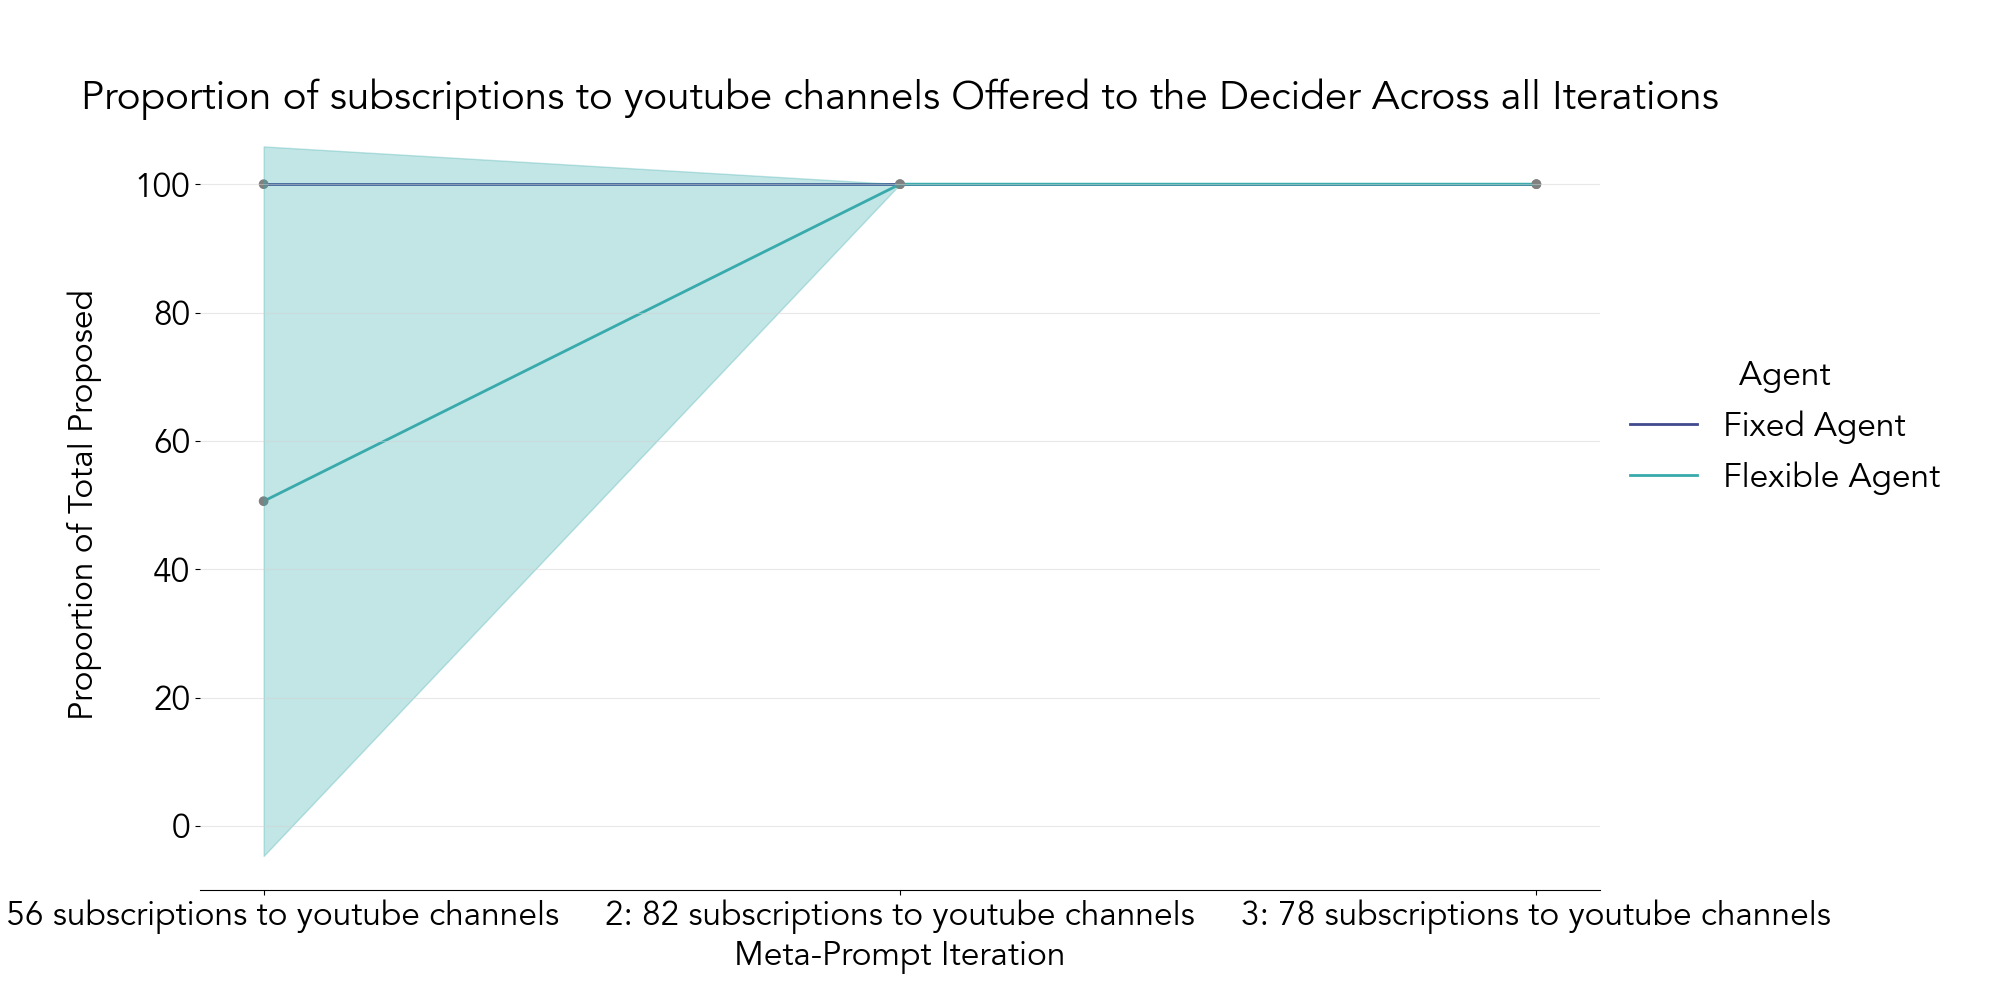 Proportion of subscriptions to youtube channels Offered to the Decider Across all Iterations
Proportion of Total Proposed
100
80
60
40
20
0
56 subscriptions to youtube channels
2: 82 subscriptions to youtube channels
3: 78 subscriptions to youtube channels
Meta-Prompt Iteration
Agent
Fixed Agent
Flexible Agent